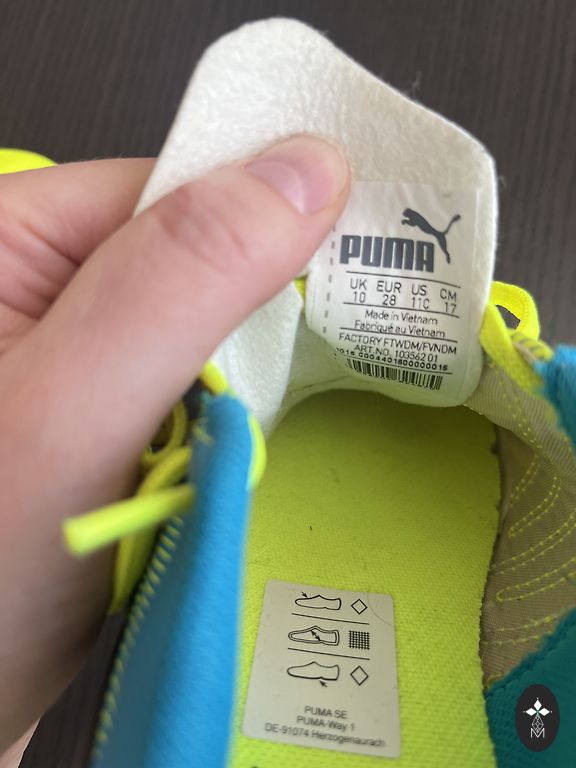 PUMA
UK EUR US CM
10 28 11C 17
Made in Vietnam
Fabriqué au Vietnam
FACTORY FTWDM/FVNDM
ART NO. 103562 01
PUMA SE
PUMA-Way 1
DE-91074 Herzogenaurach